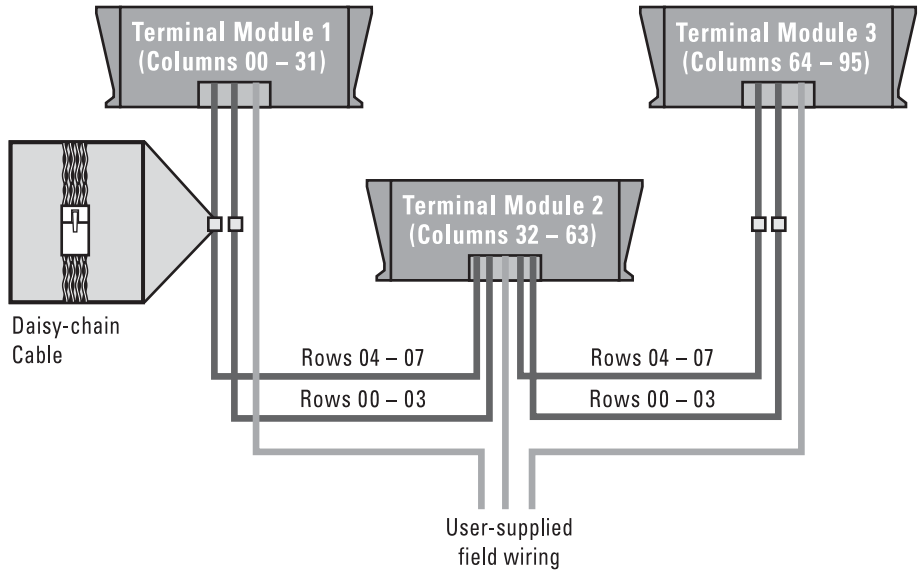 Terminal Module 1
(Columns 00 – 31)
Terminal Module 3
(Columns 64 – 95)
Terminal Module 2
(Columns 32 – 63)
Daisy-chain
Cable
Rows 04 – 07
Rows 04 – 07
Rows 00 – 03
Rows 00 – 03
User-supplied
field wiring